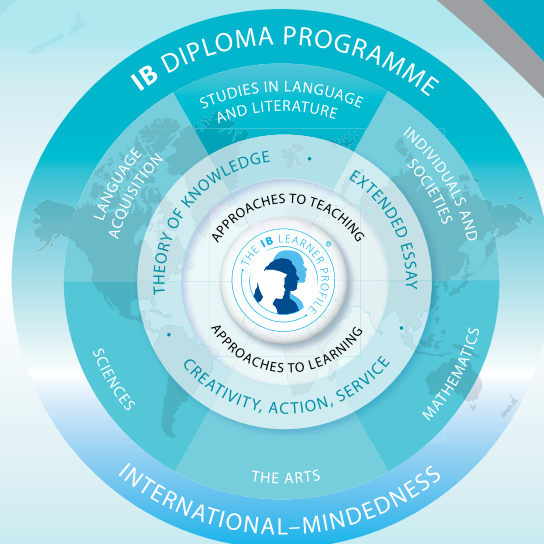 IB DIPLOMA PROGRAMME
STUDIES IN LANGUAGE
AND LITERATURE
LANGUAGE
ACQUISITION
INDIVIDUALS AND
SOCIETIES
THEORY OF KNOWLEDGE
EXTENDED ESSAY
APPROACHES TO TEACHING
THE IB LEARNER PROFILE
®
APPROACHES TO LEARNING
CREATIVITY, ACTION, SERVICE
SCIENCES
MATHEMATICS
THE ARTS
INTERNATIONAL–MINDEDNESS